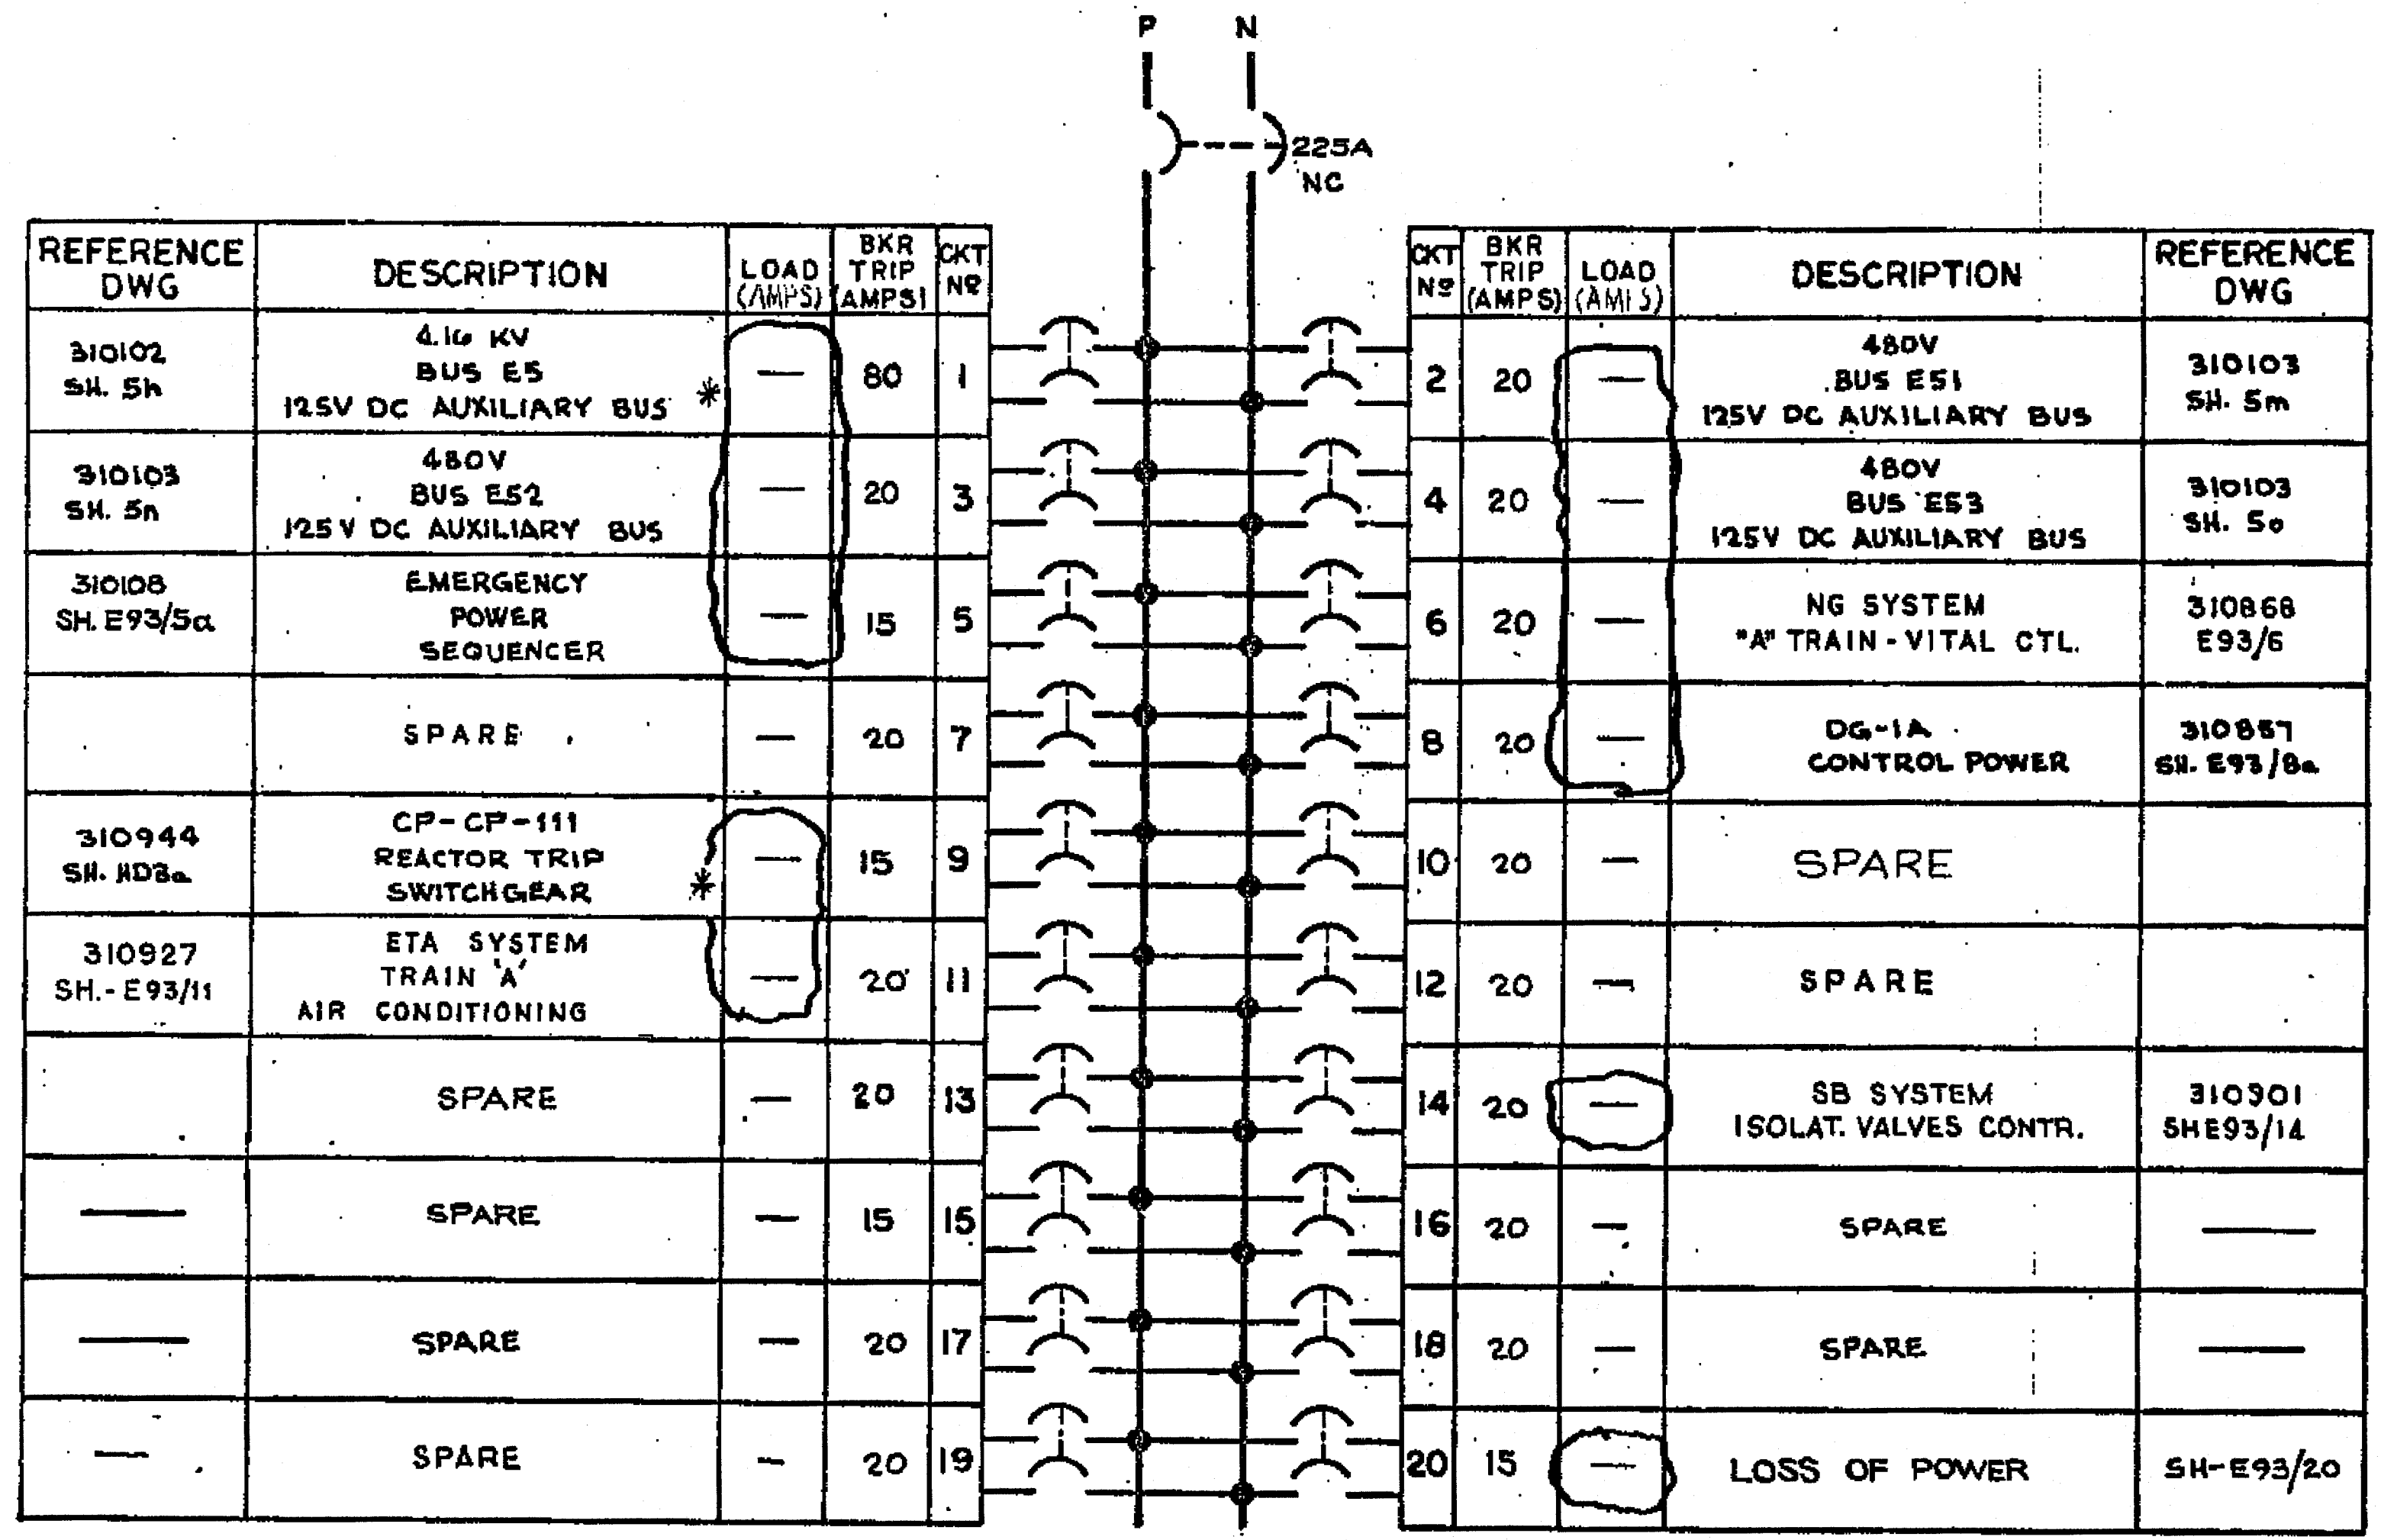 P N
225A
NC
REFERENCE
DWG
DESCRIPTION
LOAD
(AMPS)
BKR
TRIP
(AMPS)
CKT
Nº
310102
SH. 5h
4.16 KV
BUS E5
125V DC AUXILIARY BUS
*
—
80
1
310103
SH. 5n
480V
BUS E52
125V DC AUXILIARY BUS
—
20
3
310108
SH. E93/5a
EMERGENCY
POWER
SEQUENCER
—
15
5
SPARE
—
20
7
310944
SH. HD3a
CP-CP-111
REACTOR TRIP
SWITCHGEAR
*
—
15
9
310927
SH.-E93/11
ETA SYSTEM
TRAIN 'A'
AIR CONDITIONING
—
20
11
SPARE
—
20
13
—
SPARE
—
15
15
—
SPARE
—
20
17
—
SPARE
-
20
19
CKT
Nº
BKR
TRIP
(AMPS)
LOAD
(AMPS)
DESCRIPTION
REFERENCE
DWG
2
20
—
480V
BUS E51
125V DC AUXILIARY BUS
310103
SH. 5m
4
20
—
480V
BUS E53
125V DC AUXILIARY BUS
310103
SH. 5o
6
20
—
NG SYSTEM
"A" TRAIN - VITAL CTL.
310868
E93/6
8
20
—
DG-1A
CONTROL POWER
310857
SH. E93/8a
10
20
—
SPARE
12
20
—
SPARE
14
20
—
SB SYSTEM
ISOLAT. VALVES CONTR.
310901
SHE93/14
16
20
—
SPARE
—
18
20
—
SPARE
—
20
15
—
LOSS OF POWER
SH-E93/20